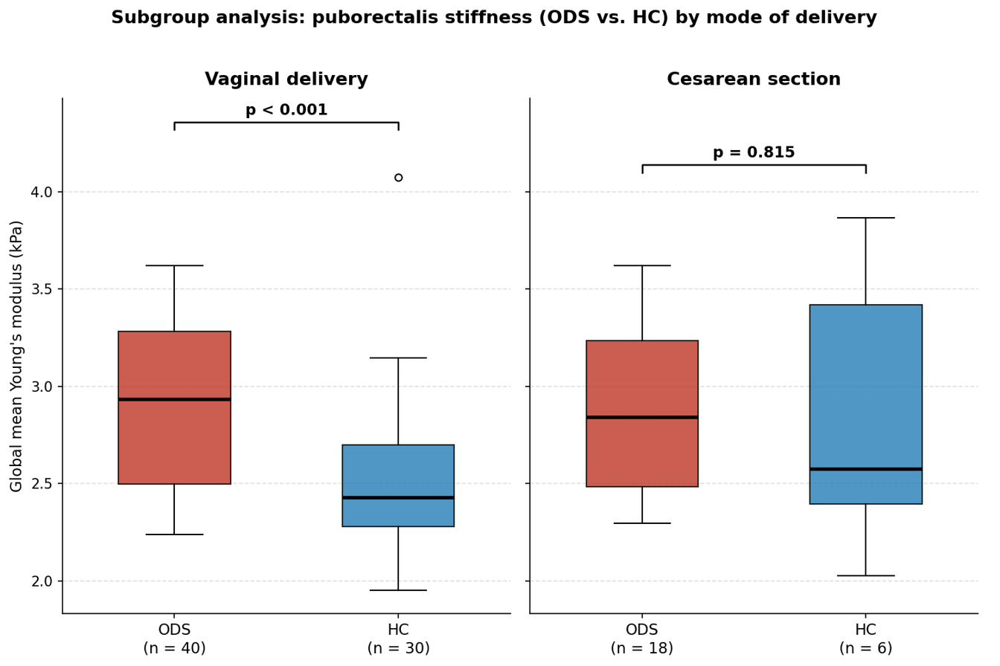 Subgroup analysis: puborectalis stiffness (ODS vs. HC) by mode of delivery
Vaginal delivery
Cesarean section
p < 0.001
p = 0.815
Global mean Young's modulus (kPa)
4.0
3.5
3.0
2.5
2.0
ODS
(n = 40)
HC
(n = 30)
ODS
(n = 18)
HC
(n = 6)